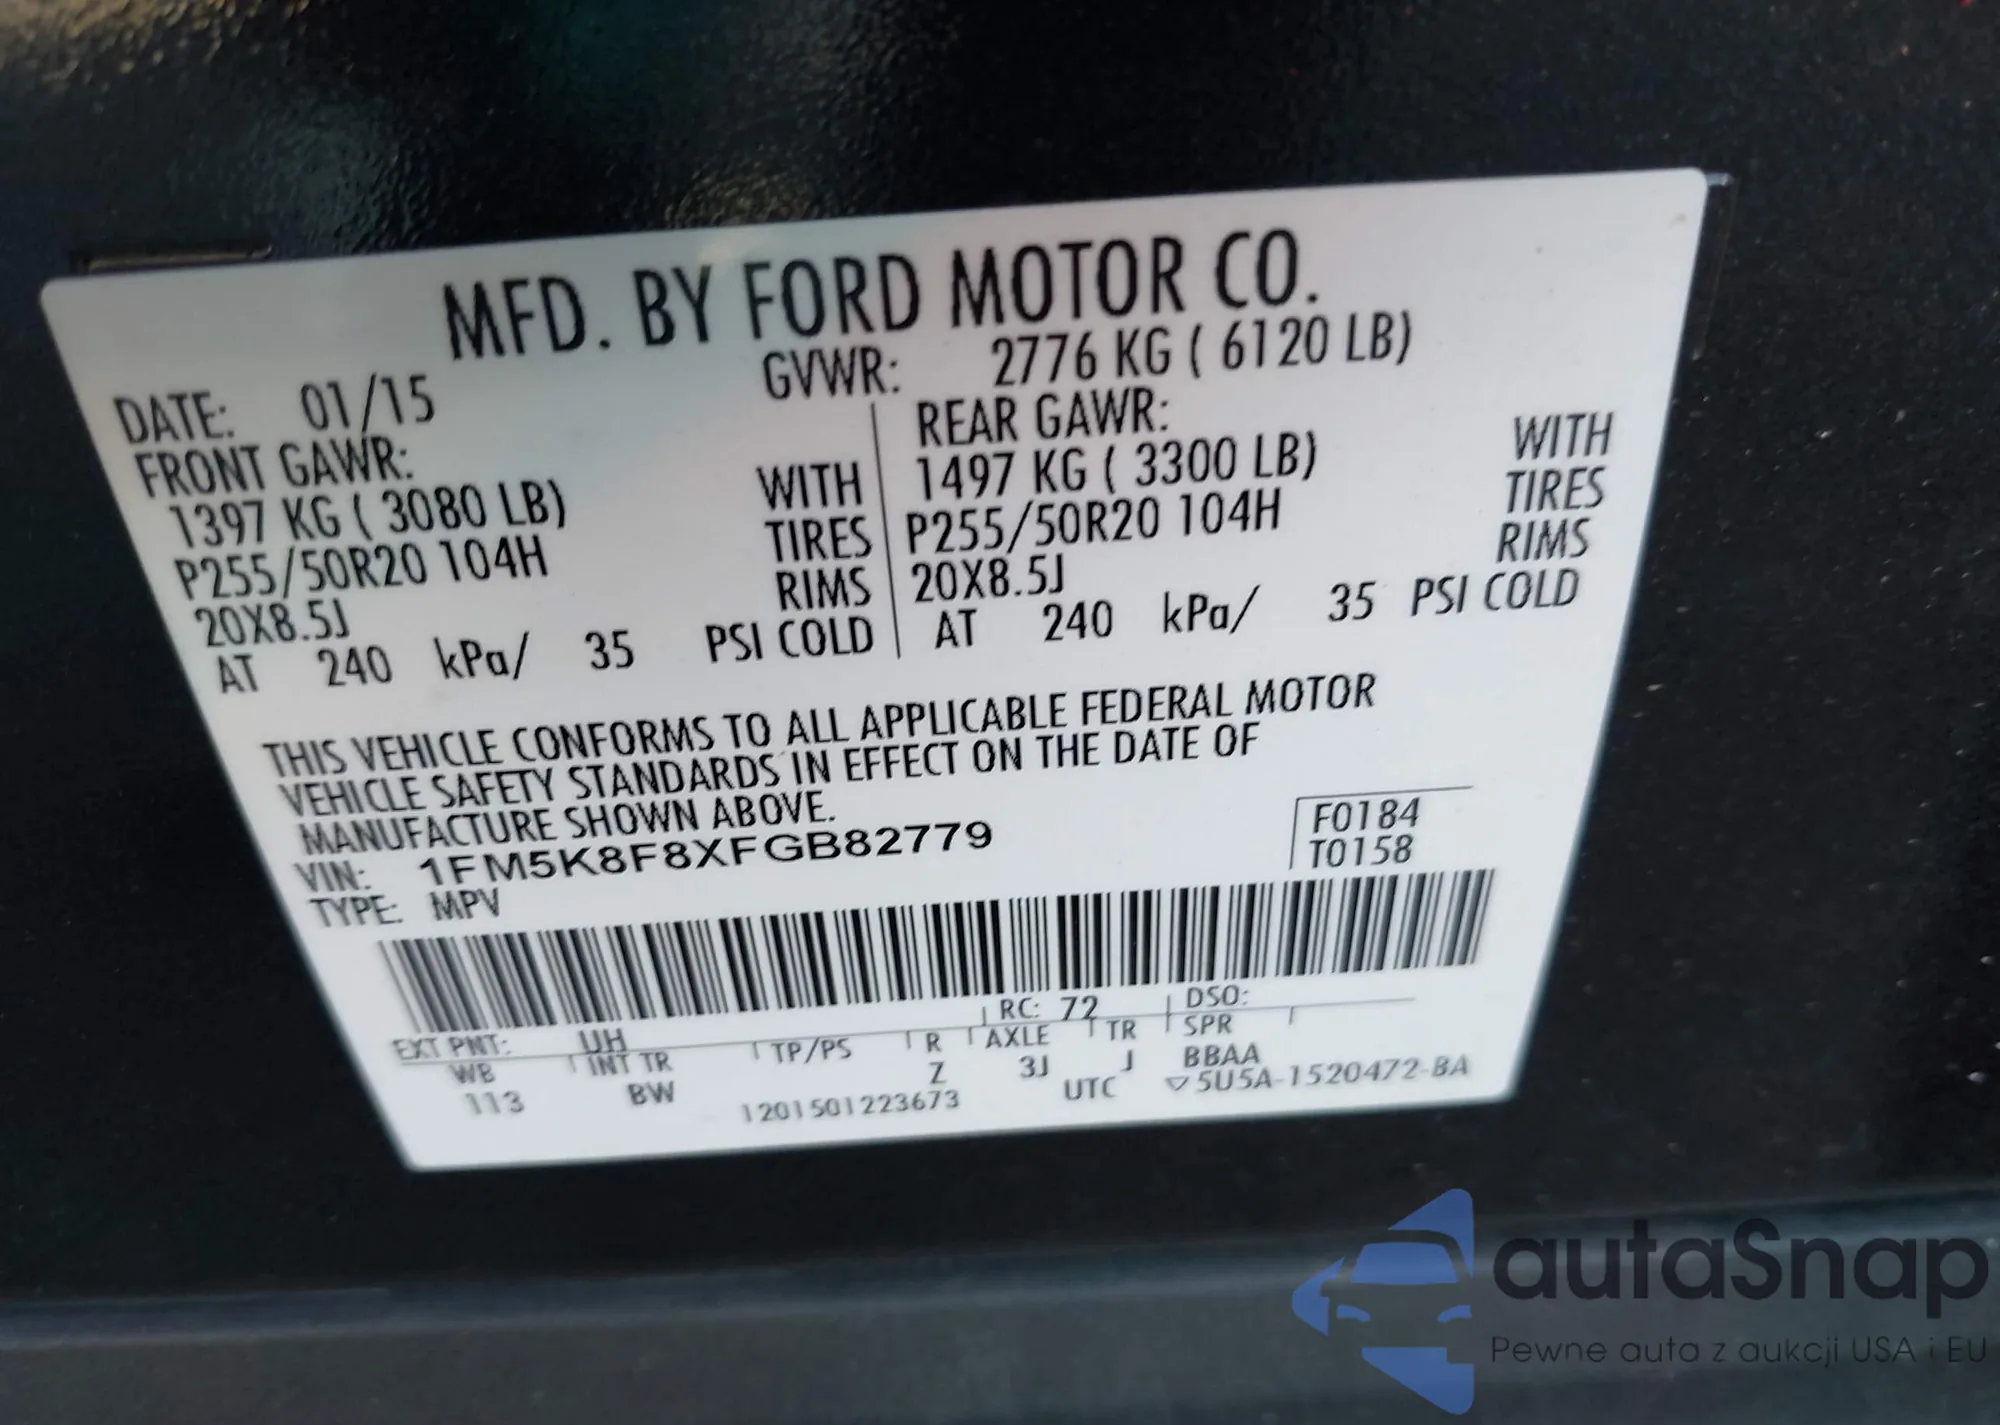 MFD. BY FORD MOTOR CO.
DATE: 01/15 GVWR: 2776 KG ( 6120 LB)
FRONT GAWR: REAR GAWR:
1397 KG ( 3080 LB) WITH 1497 KG ( 3300 LB) WITH
P255/50R20 104H TIRES P255/50R20 104H TIRES
20X8.5J RIMS 20X8.5J RIMS
AT 240 kPa/ 35 PSI COLD AT 240 kPa/ 35 PSI COLD
THIS VEHICLE CONFORMS TO ALL APPLICABLE FEDERAL MOTOR
VEHICLE SAFETY STANDARDS IN EFFECT ON THE DATE OF
MANUFACTURE SHOWN ABOVE.
VIN: 1FM5K8F8XFGB82779 F0184
TYPE: MPV T0158
EXT PNT: UH RC: 72 DSO:
WB INT TR TP/PS R AXLE TR SPR
113 BW Z 3J J BBAA
1201501223673 UTC ▽5U5A-1520472-BA
autaSnap
Pewne auta z aukcji USA i EU